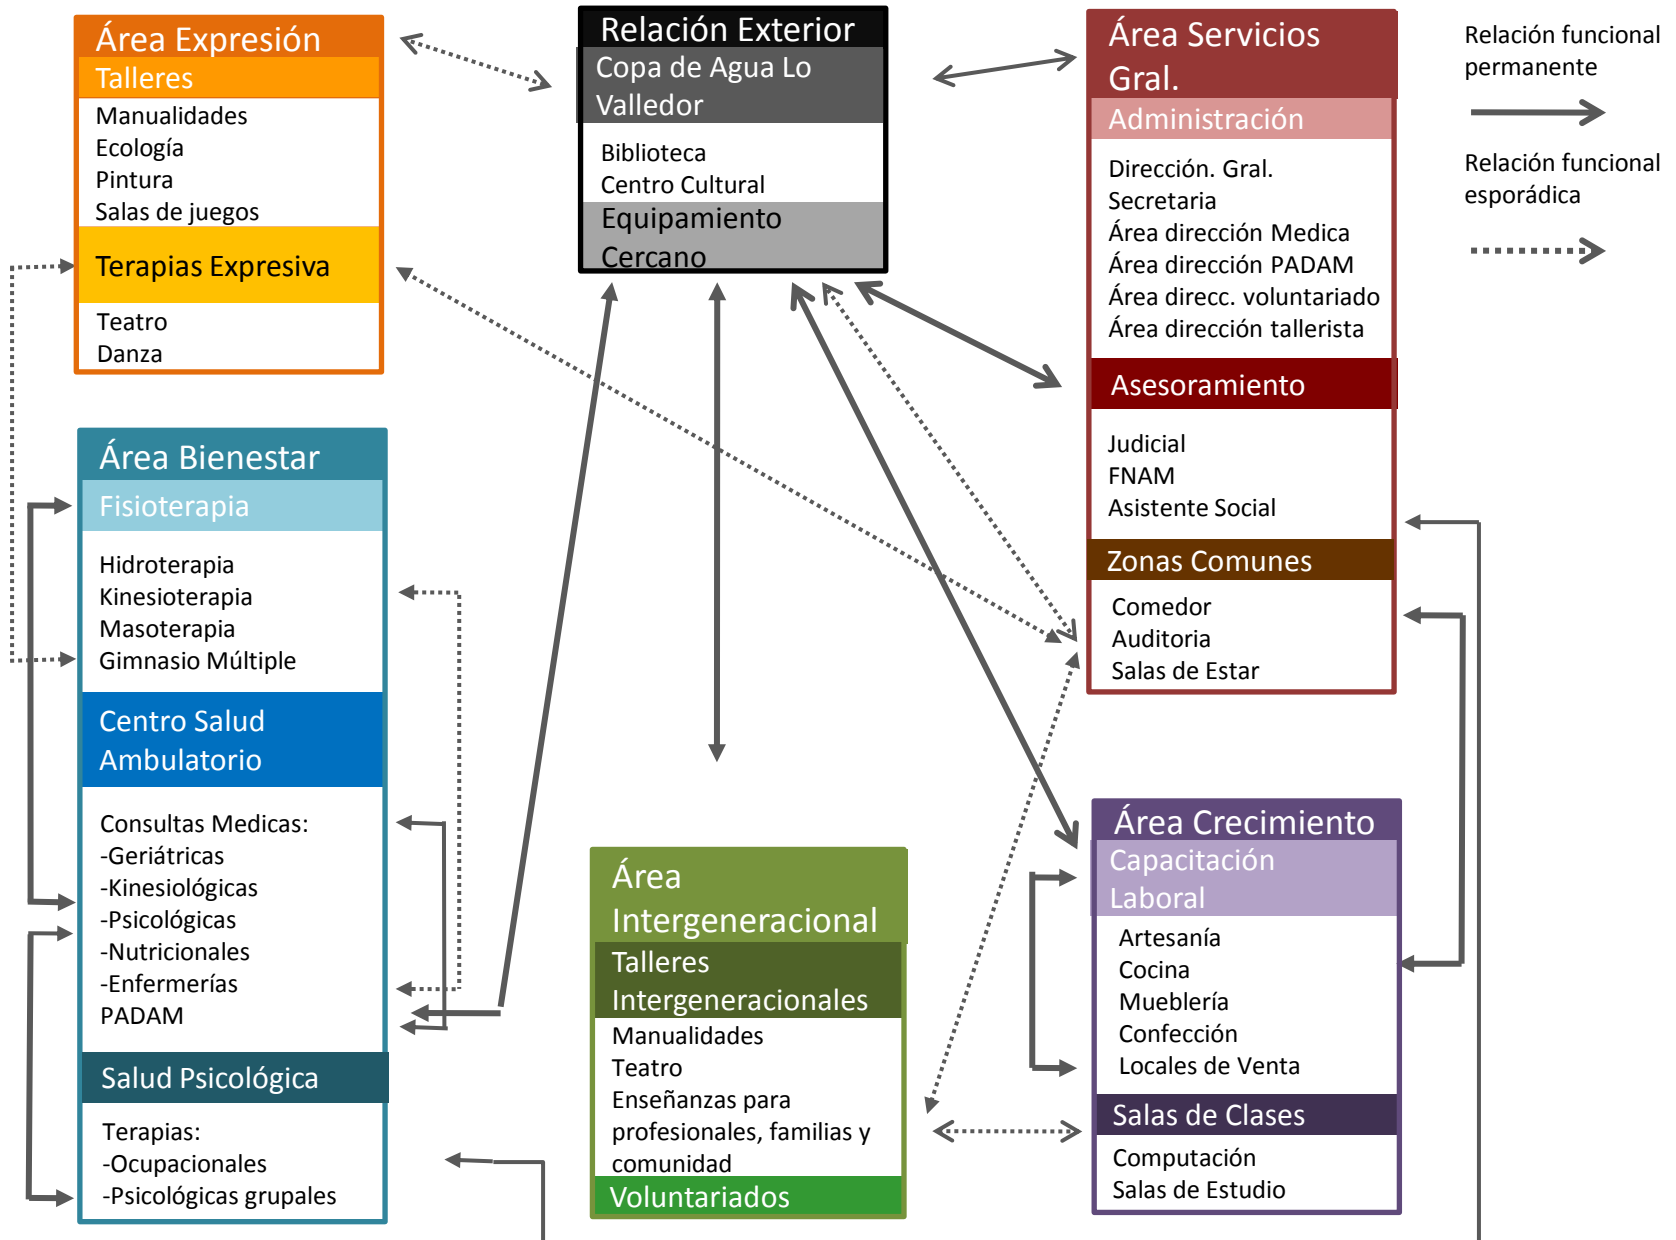 Área Expresión
Talleres
Manualidades
Ecología
Pintura
Salas de juegos
Terapias Expresiva
Teatro
Danza
Relación Exterior
Copa de Agua Lo
Valledor
Biblioteca
Centro Cultural
Equipamiento
Cercano
Área Servicios
Gral.
Administración
Dirección. Gral.
Secretaria
Área dirección Medica
Área dirección PADAM
Área direcc. voluntariado
Área dirección tallerista
Asesoramiento
Judicial
FNAM
Asistente Social
Zonas Comunes
Comedor
Auditoria
Salas de Estar
Relación funcional
permanente
Relación funcional
esporádica
Área Bienestar
Fisioterapia
Hidroterapia
Kinesioterapia
Masoterapia
Gimnasio Múltiple
Centro Salud
Ambulatorio
Consultas Medicas:
-Geriátricas
-Kinesiológicas
-Psicológicas
-Nutricionales
-Enfermerías
PADAM
Salud Psicológica
Terapias:
-Ocupacionales
-Psicológicas grupales
Área
Intergeneracional
Talleres
Intergeneracionales
Manualidades
Teatro
Enseñanzas para
profesionales, familias y
comunidad
Voluntariados
Área Crecimiento
Capacitación
Laboral
Artesanía
Cocina
Mueblería
Confección
Locales de Venta
Salas de Clases
Computación
Salas de Estudio